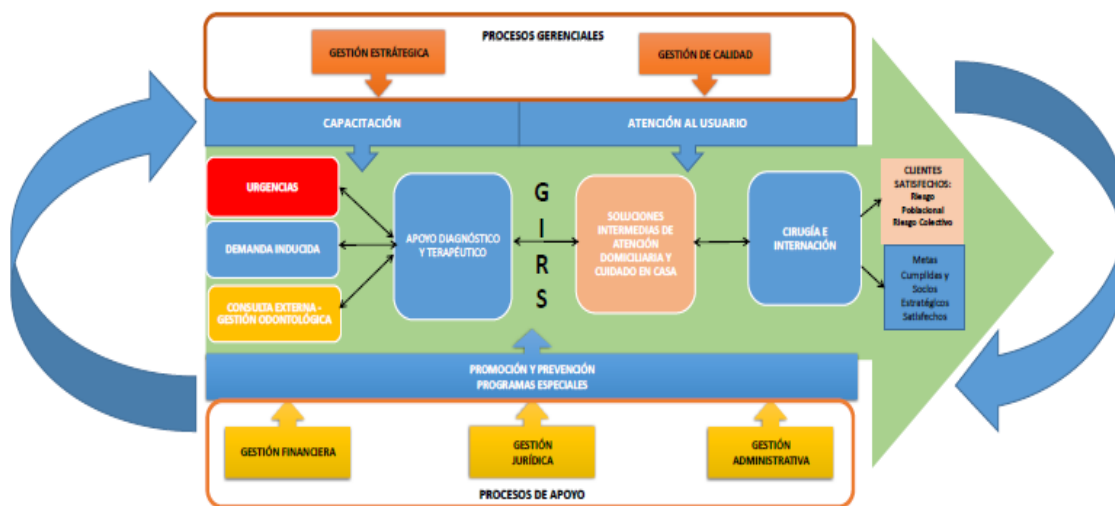 PROCESOS GERENCIALES
GESTIÓN ESTRÁTEGICA
GESTIÓN DE CALIDAD
CAPACITACIÓN
ATENCIÓN AL USUARIO
URGENCIAS
DEMANDA INDUCIDA
CONSULTA EXTERNA -
GESTIÓN ODONTOLÓGICA
APOYO DIAGNÓSTICO
Y TERAPÉUTICO
G
I
R
S
SOLUCIONES
INTERMEDIAS DE
ATENCIÓN
DOMICILIARIA Y
CUIDADO EN CASA
CIRUGÍA E
INTERNACIÓN
CLIENTES
SATISFECHOS:
Riesgo
Poblacional
Riesgo Colectivo
Metas
Cumplidas y
Socios
Estratégicos
Satisfechos
PROMOCIÓN Y PREVENCIÓN
PROGRAMAS ESPECIALES
GESTIÓN FINANCIERA
GESTIÓN
JURÍDICA
GESTIÓN
ADMINISTRATIVA
PROCESOS DE APOYO